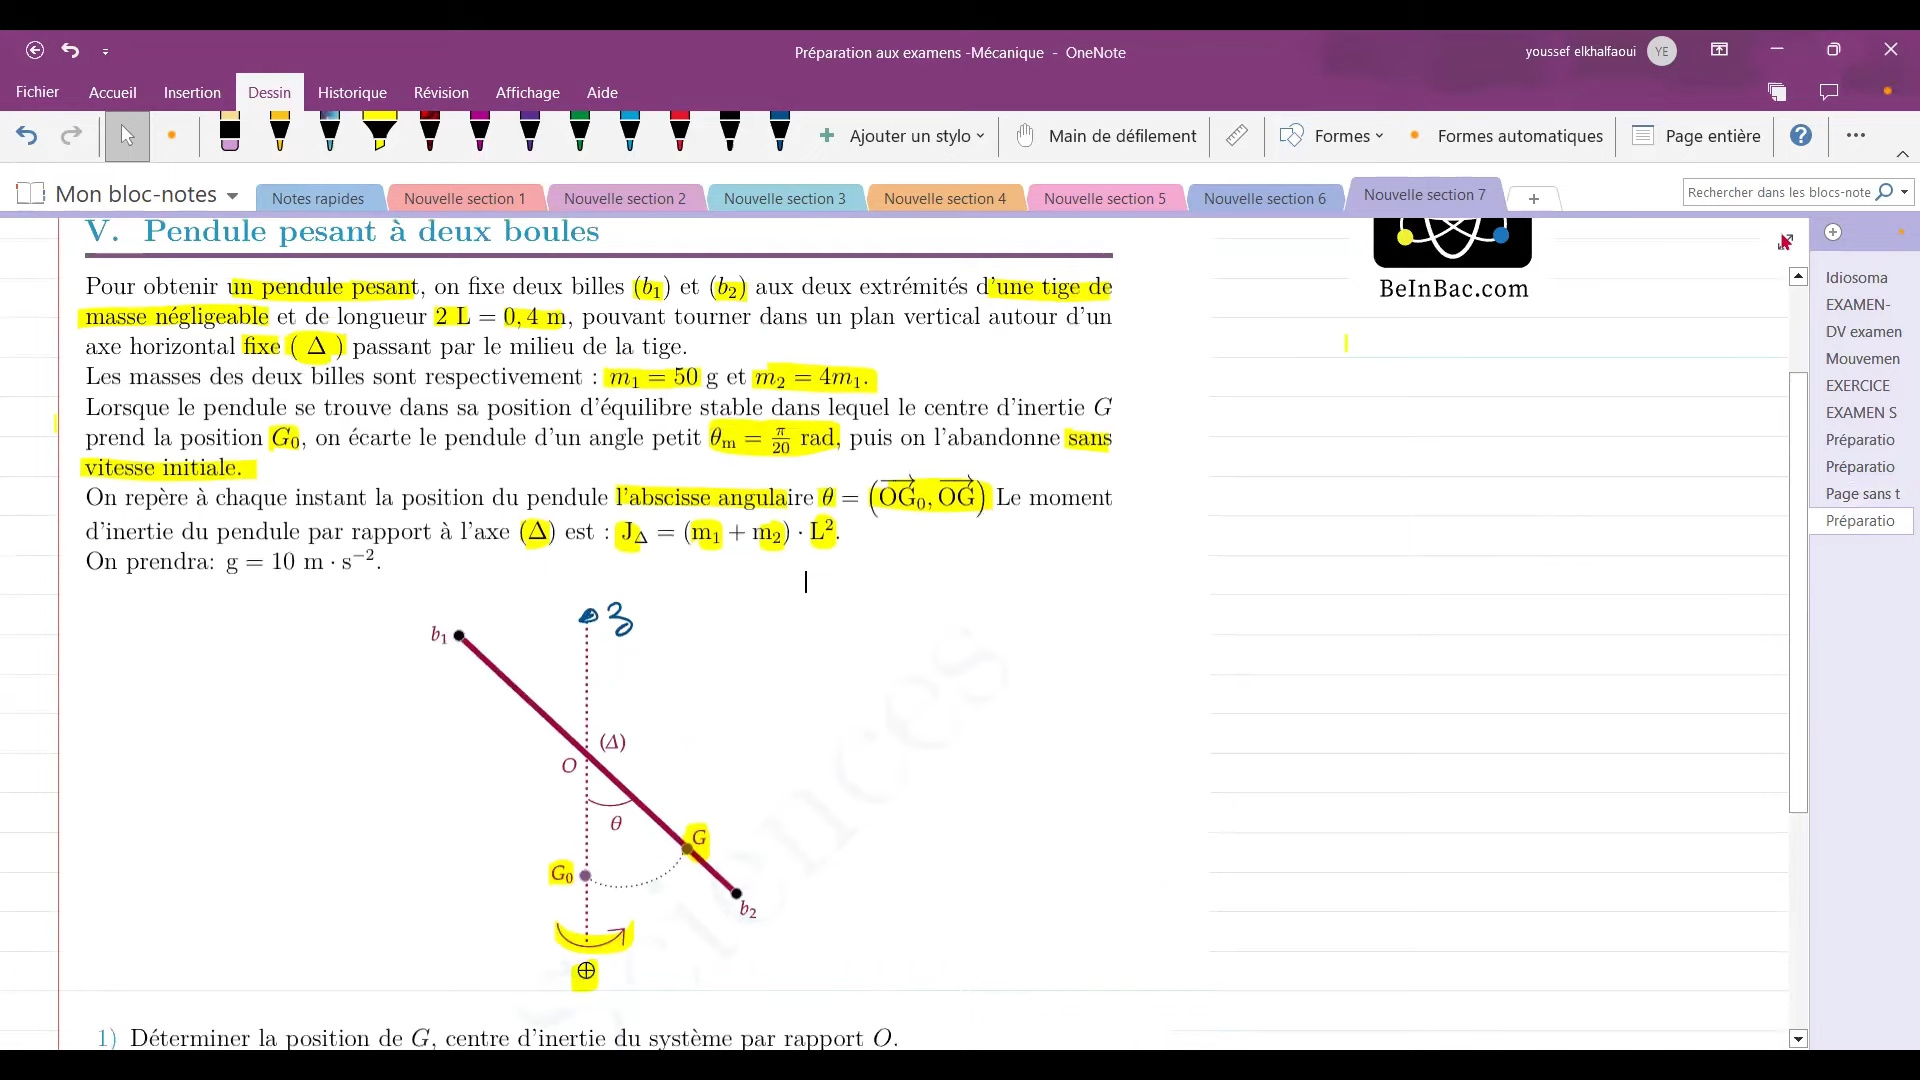 Préparation aux examens -Mécanique - OneNote
youssef elkhalfaoui YE
Fichier Accueil Insertion Dessin Historique Révision Affichage Aide
Ajouter un stylo Main de défilement Formes Formes automatiques Page entière
Mon bloc-notes Notes rapides Nouvelle section 1 Nouvelle section 2 Nouvelle section 3 Nouvelle section 4 Nouvelle section 5 Nouvelle section 6 Nouvelle section 7 + Rechercher dans les blocs-note
V. Pendule pesant à deux boules
Pour obtenir un pendule pesant, on fixe deux billes (b₁) et (b₂) aux deux extrémités d'une tige de
masse négligeable et de longueur 2 L = 0,4 m, pouvant tourner dans un plan vertical autour d'un
axe horizontal fixe ( Δ ) passant par le milieu de la tige.
Les masses des deux billes sont respectivement : m₁ = 50 g et m₂ = 4m₁.
Lorsque le pendule se trouve dans sa position d'équilibre stable dans lequel le centre d'inertie G
prend la position G₀, on écarte le pendule d'un angle petit θₘ = π/20 rad, puis on l'abandonne sans
vitesse initiale.
On repère à chaque instant la position du pendule l'abscisse angulaire θ = (OG₀, OG) Le moment
d'inertie du pendule par rapport à l'axe (Δ) est : J_Δ = (m₁ + m₂) · L².
On prendra: g = 10 m · s⁻².
z
b₁
(Δ)
O
θ
G
G₀
b₂
⊕
sciences
1) Déterminer la position de G, centre d'inertie du système par rapport O.
BeInBac.com
Idiosoma
EXAMEN-
DV examen
Mouvemen
EXERCICE
EXAMEN S
Préparatio
Préparatio
Page sans t
Préparatio